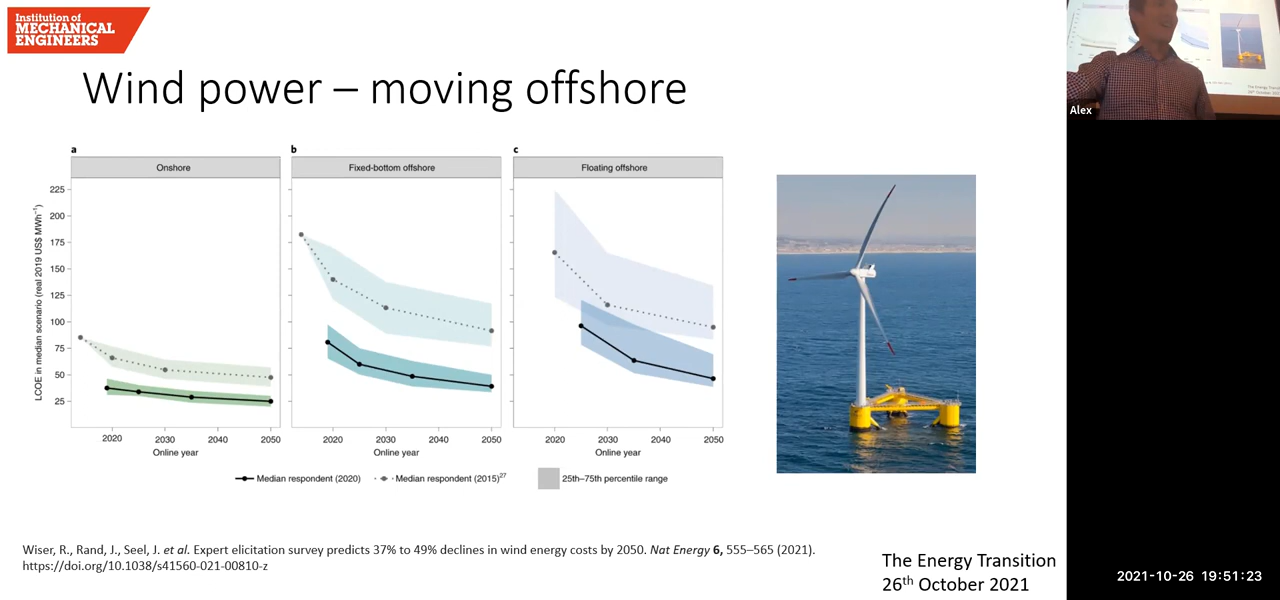 Institution of
MECHANICAL
ENGINEERS
Wind power – moving offshore
a
b
c
Onshore
Fixed-bottom offshore
Floating offshore
LCOE in median scenario (real 2019 US$ MWh⁻¹)
225
200
175
150
125
100
75
50
25
2020 2030 2040 2050
2020 2030 2040 2050
2020 2030 2040 2050
Online year
Online year
Online year
Median respondent (2020)
Median respondent (2015)²⁷
25th–75th percentile range
Wiser, R., Rand, J., Seel, J. et al. Expert elicitation survey predicts 37% to 49% declines in wind energy costs by 2050. Nat Energy 6, 555–565 (2021).
https://doi.org/10.1038/s41560-021-00810-z
The Energy Transition
26th October 2021
Alex
2021-10-26 19:51:23